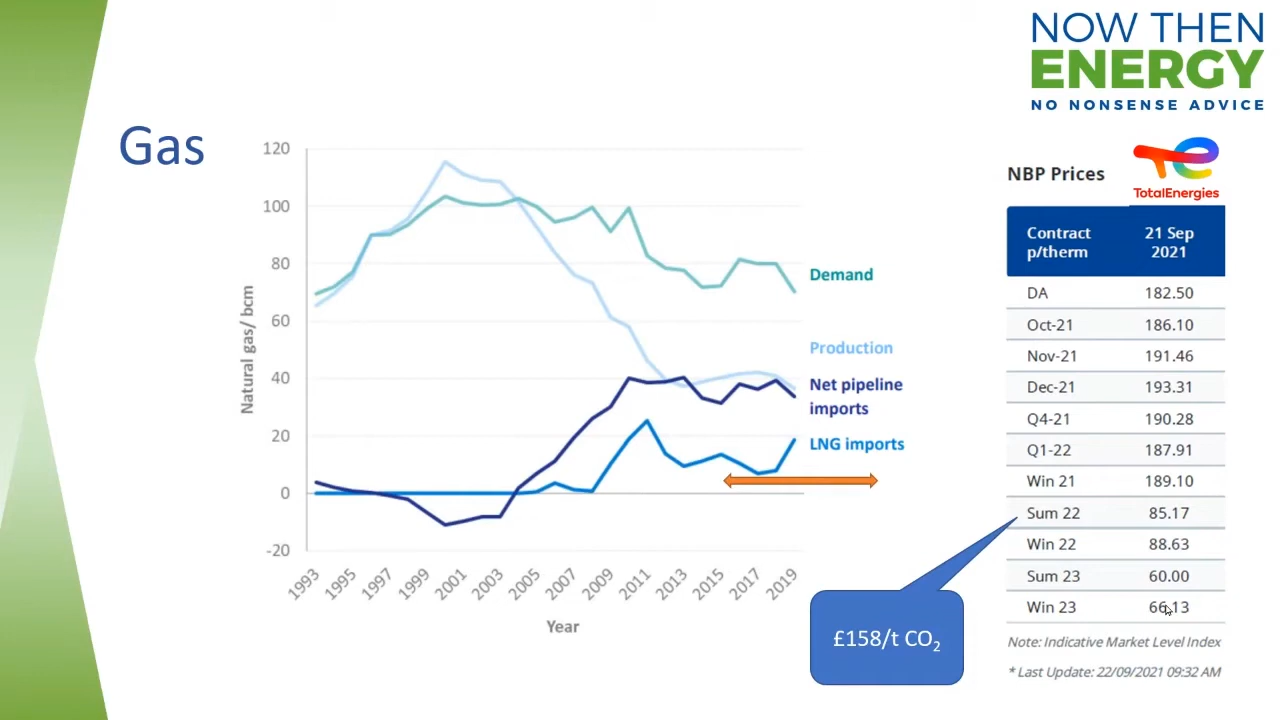 NOW THEN
ENERGY
NO NONSENSE ADVICE
Gas
120
100
80
60
40
20
0
-20
Natural gas/ bcm
1993
1995
1997
1999
2001
2003
2005
2007
2009
2011
2013
2015
2017
2019
Year
Demand
Production
Net pipeline
imports
LNG imports
£158/t CO₂
NBP Prices
TotalEnergies
Contract p/therm 21 Sep 2021
DA 182.50
Oct-21 186.10
Nov-21 191.46
Dec-21 193.31
Q4-21 190.28
Q1-22 187.91
Win 21 189.10
Sum 22 85.17
Win 22 88.63
Sum 23 60.00
Win 23 66.13
Note: Indicative Market Level Index
* Last Update: 22/09/2021 09:32 AM